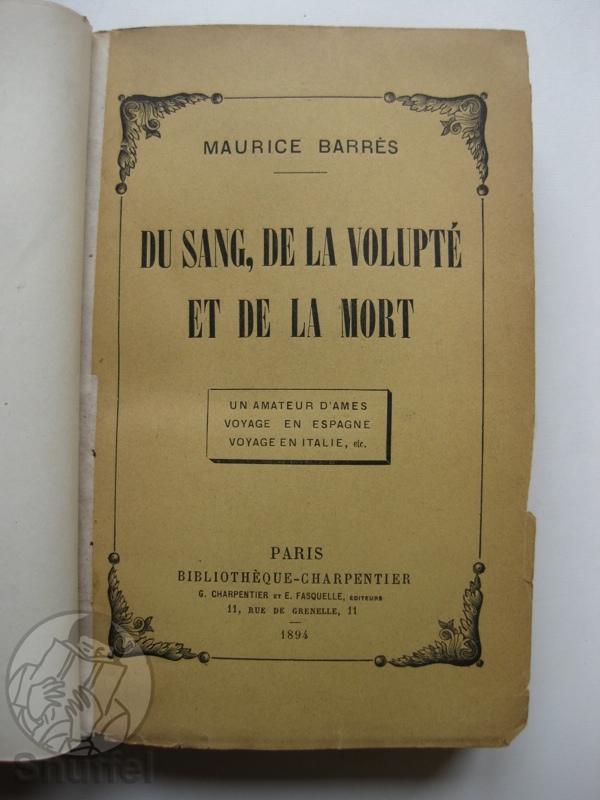 MAURICE BARRÈS
DU SANG, DE LA VOLUPTÉ
ET DE LA MORT
UN AMATEUR D'AMES
VOYAGE EN ESPAGNE
VOYAGE EN ITALIE, etc.
PARIS
BIBLIOTHÈQUE-CHARPENTIER
G. CHARPENTIER ET E. FASQUELLE, ÉDITEURS
11, RUE DE GRENELLE, 11
1894
Snuffel